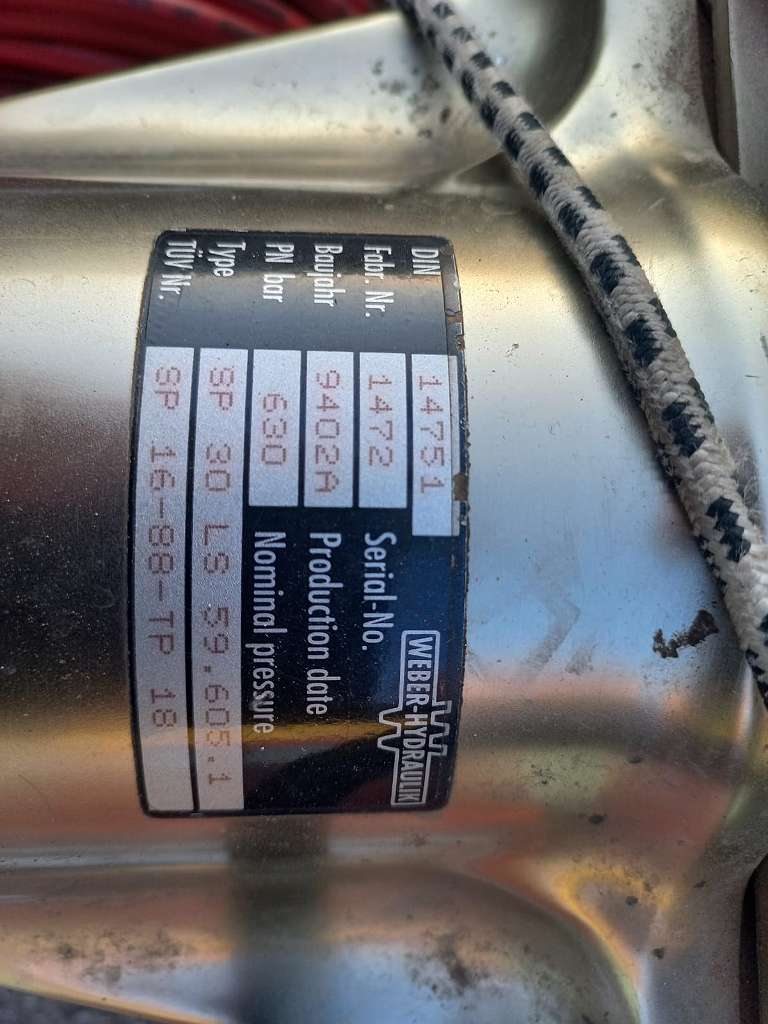 DIN 14751
Fabr. Nr. 1472 Serial-No.
Baujahr 9402A Production date
PN bar 630 Nominal pressure
Type SP 30 LS 59.605.1
TÜV Nr. SP 16-88-TP 18
WEBER-HYDRAULIK